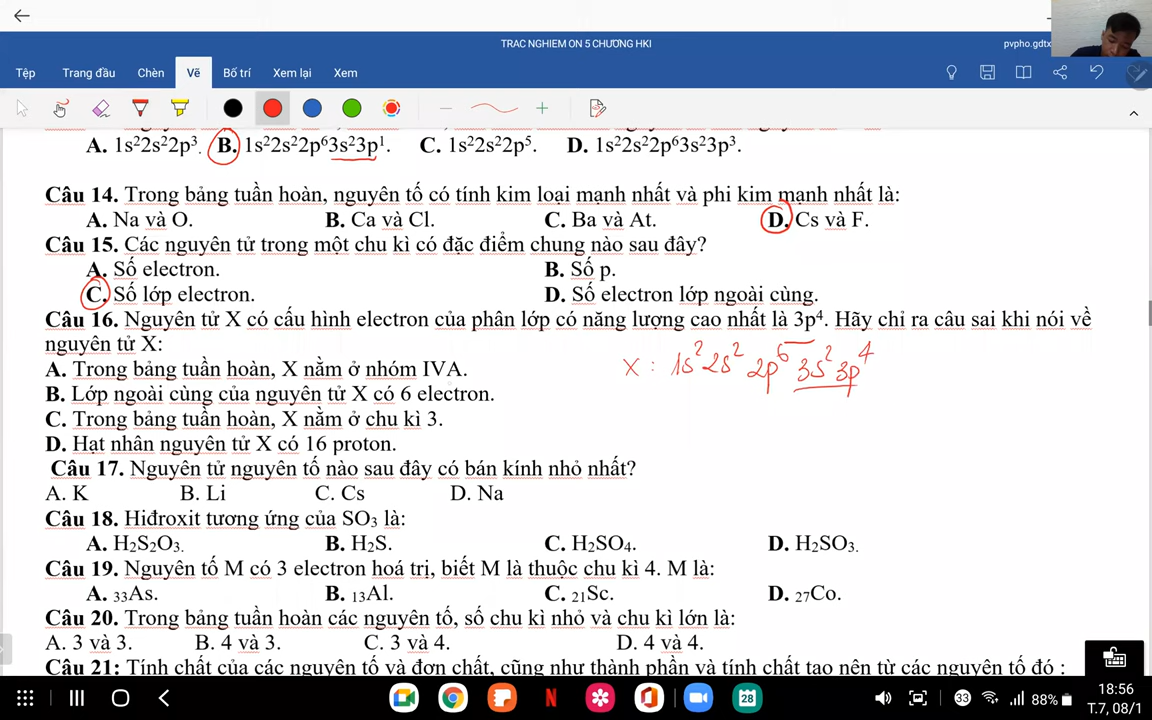 TRAC NGHIEM ON 5 CHUONG HKI
pvpho.gdtx
Tệp Trang đầu Chèn Vẽ Bố trí Xem lại Xem
A. 1s²2s²2p³. B. 1s²2s²2p⁶3s²3p¹. C. 1s²2s²2p⁵. D. 1s²2s²2p⁶3s²3p³.
Câu 14. Trong bảng tuần hoàn, nguyên tố có tính kim loại mạnh nhất và phi kim mạnh nhất là:
A. Na và O. B. Ca và Cl. C. Ba và At. D. Cs và F.
Câu 15. Các nguyên tử trong một chu kì có đặc điểm chung nào sau đây?
A. Số electron. B. Số p.
C. Số lớp electron. D. Số electron lớp ngoài cùng.
Câu 16. Nguyên tử X có cấu hình electron của phân lớp có năng lượng cao nhất là 3p⁴. Hãy chỉ ra câu sai khi nói về
nguyên tử X:
X : 1s² 2s² 2p⁶ 3s² 3p⁴
A. Trong bảng tuần hoàn, X nằm ở nhóm IVA.
B. Lớp ngoài cùng của nguyên tử X có 6 electron.
C. Trong bảng tuần hoàn, X nằm ở chu kì 3.
D. Hạt nhân nguyên tử X có 16 proton.
Câu 17. Nguyên tử nguyên tố nào sau đây có bán kính nhỏ nhất?
A. K B. Li C. Cs D. Na
Câu 18. Hiđroxit tương ứng của SO₃ là:
A. H₂S₂O₃. B. H₂S. C. H₂SO₄. D. H₂SO₃.
Câu 19. Nguyên tố M có 3 electron hoá trị, biết M là thuộc chu kì 4. M là:
A. ₃₃As. B. ₁₃Al. C. ₂₁Sc. D. ₂₇Co.
Câu 20. Trong bảng tuần hoàn các nguyên tố, số chu kì nhỏ và chu kì lớn là:
A. 3 và 3. B. 4 và 3. C. 3 và 4. D. 4 và 4.
Câu 21: Tính chất của các nguyên tố và đơn chất, cũng như thành phần và tính chất tạo nên từ các nguyên tố đó :
28 33 88% 18:56
T.7, 08/1